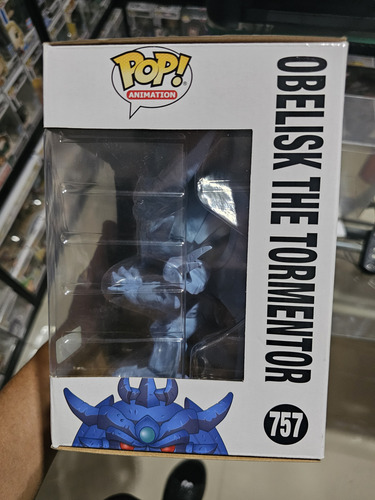 POP!
ANIMATION
OBELISK THE TORMENTOR
757